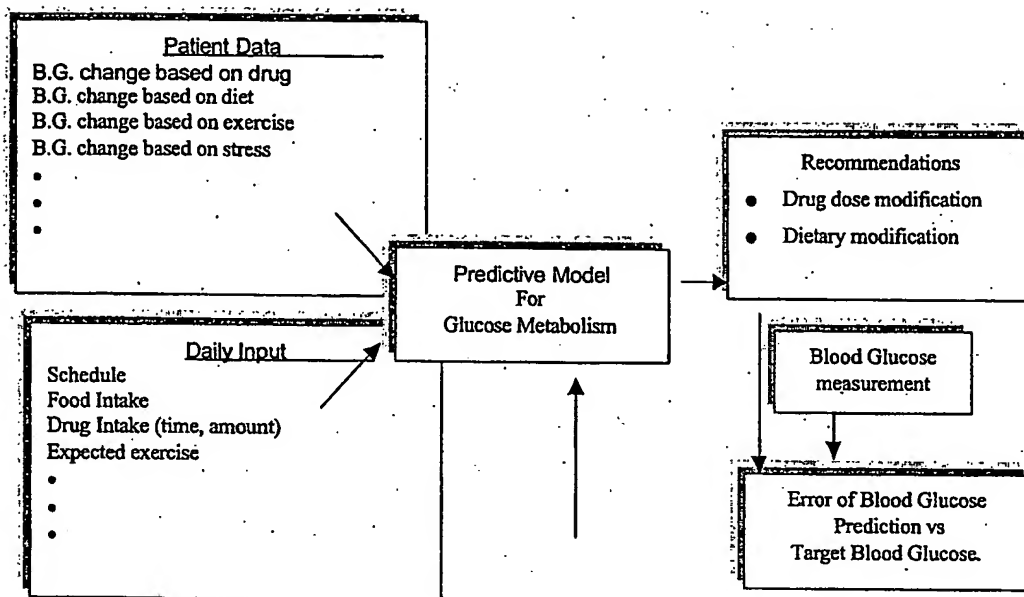 Patient Data
B.G. change based on drug
B.G. change based on diet
B.G. change based on exercise
B.G. change based on stress
•
•
•
Predictive Model
For
Glucose Metabolism
Daily Input
Schedule
Food Intake
Drug Intake (time, amount)
Expected exercise
•
•
•
Recommendations
• Drug dose modification
• Dietary modification
Blood Glucose
measurement
Error of Blood Glucose
Prediction vs
Target Blood Glucose.